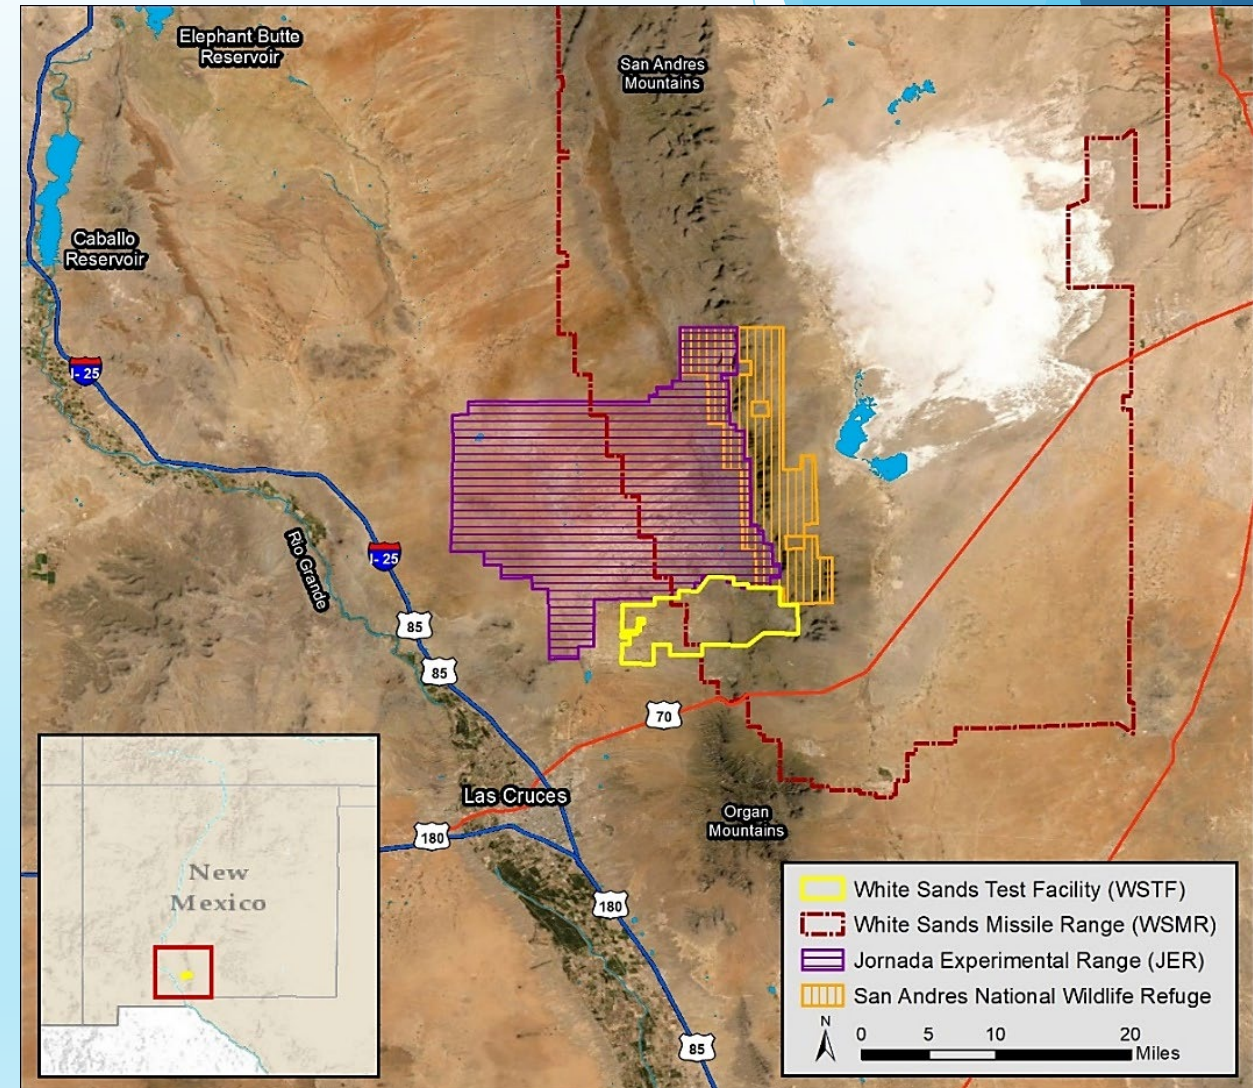 Elephant Butte
Reservoir
San Andres
Mountains
Caballo
Reservoir
I- 25
Rio Grande
I- 25
85
85
70
Las Cruces
180
Organ
Mountains
180
85
New
Mexico
White Sands Test Facility (WSTF)
White Sands Missile Range (WSMR)
Jornada Experimental Range (JER)
San Andres National Wildlife Refuge
N
0 5 10 20
Miles